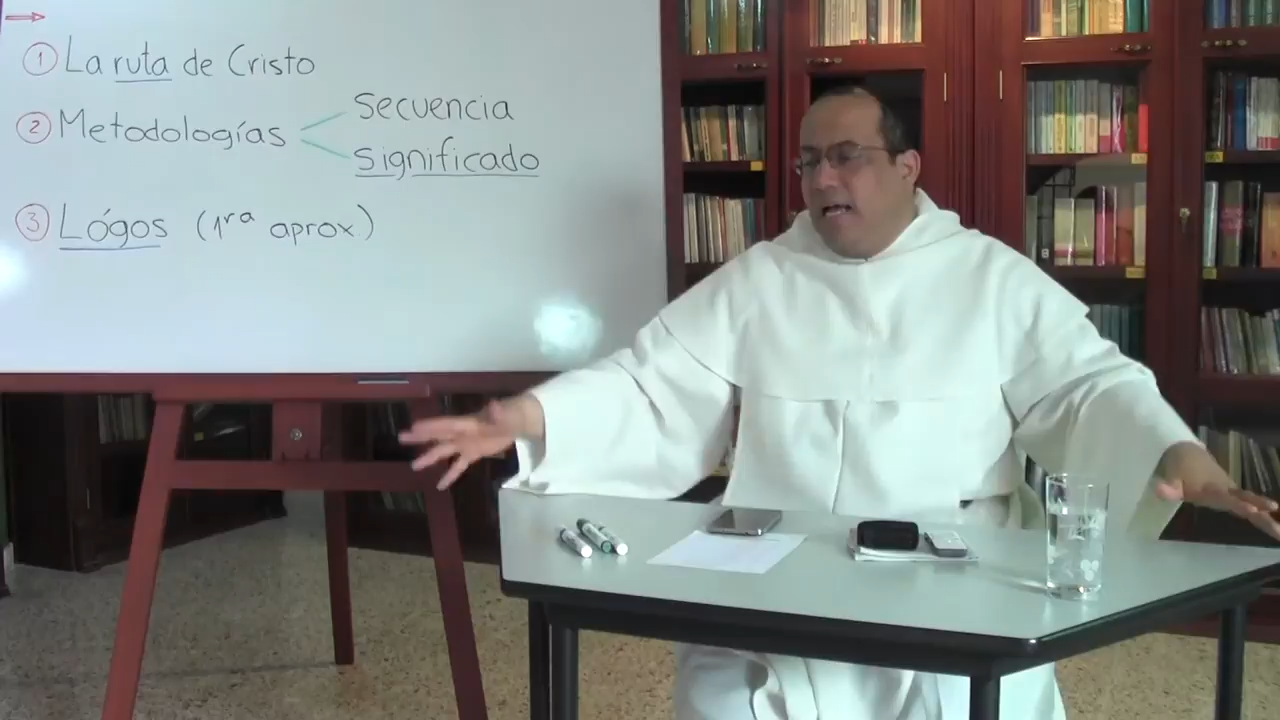 1 La ruta de Cristo
Secuencia
2 Metodologías
significado
3 Lógos (1ra aprox)